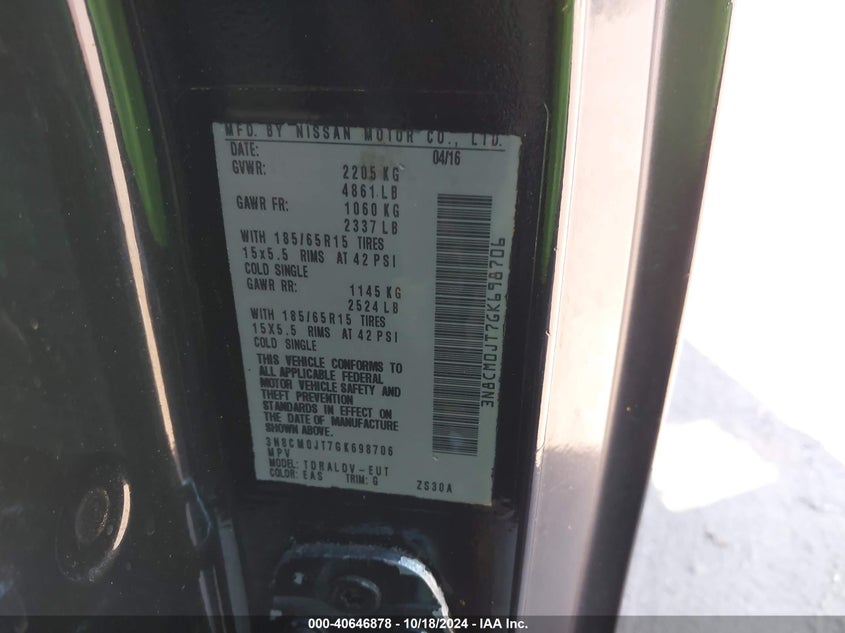 MFD. BY NISSAN MOTOR CO., LTD.
DATE: 04/16
GVWR: 2205 KG
4861 LB
GAWR FR: 1060 KG
2337 LB
WITH 185/65R15 TIRES
15x5.5 RIMS AT 42 PSI
COLD SINGLE
GAWR RR: 1145 KG
2524 LB
WITH 185/65R15 TIRES
15X5.5 RIMS AT 42 PSI
COLD SINGLE
THIS VEHICLE CONFORMS TO
ALL APPLICABLE FEDERAL
MOTOR VEHICLE SAFETY AND
THEFT PREVENTION
STANDARDS IN EFFECT ON
THE DATE OF MANUFACTURE
SHOWN ABOVE.
3N8CM0JT7GK698706
MPV
MODEL: TDRALDV-EUT
COLOR: EAS TRIM: G ZS30A
3N8CM0JT7GK698706
000-40646878 - 10/18/2024 - IAA Inc.